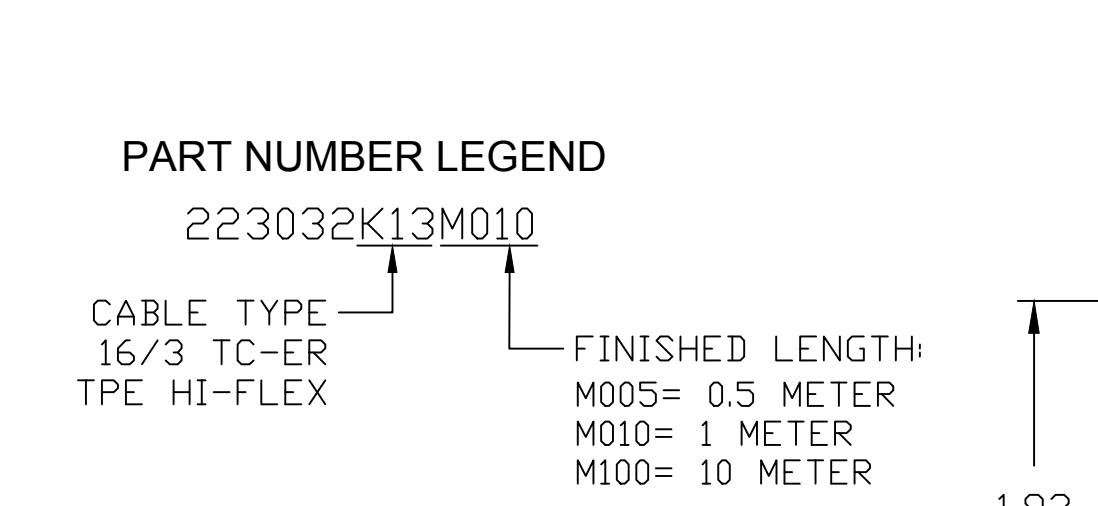 PART NUMBER LEGEND
223032K13M010
CABLE TYPE
16/3 TC-ER
TPE HI-FLEX
FINISHED LENGTH:
M005= 0.5 METER
M010= 1 METER
M100= 10 METER